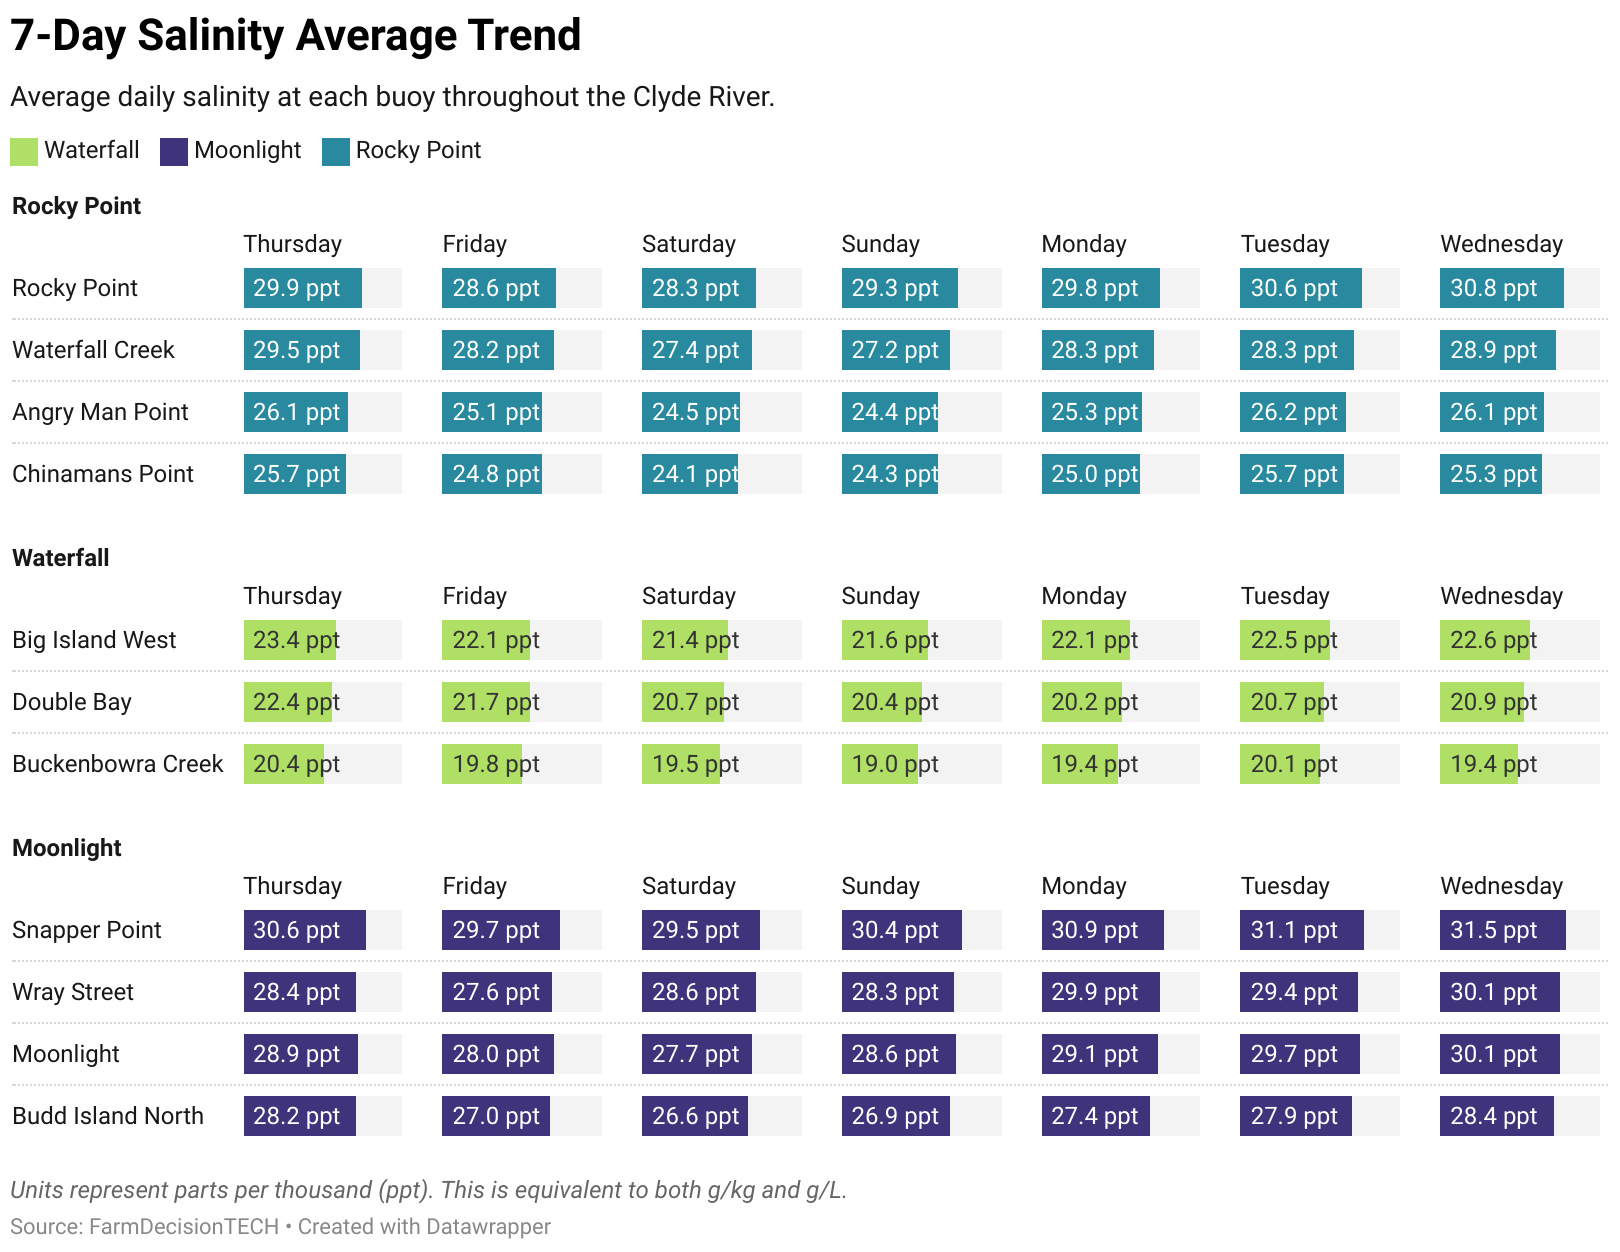 7-Day Salinity Average Trend
Average daily salinity at each buoy throughout the Clyde River.
Waterfall Moonlight Rocky Point
Rocky Point
Thursday Friday Saturday Sunday Monday Tuesday Wednesday
Rocky Point 29.9 ppt 28.6 ppt 28.3 ppt 29.3 ppt 29.8 ppt 30.6 ppt 30.8 ppt
Waterfall Creek 29.5 ppt 28.2 ppt 27.4 ppt 27.2 ppt 28.3 ppt 28.3 ppt 28.9 ppt
Angry Man Point 26.1 ppt 25.1 ppt 24.5 ppt 24.4 ppt 25.3 ppt 26.2 ppt 26.1 ppt
Chinamans Point 25.7 ppt 24.8 ppt 24.1 ppt 24.3 ppt 25.0 ppt 25.7 ppt 25.3 ppt
Waterfall
Thursday Friday Saturday Sunday Monday Tuesday Wednesday
Big Island West 23.4 ppt 22.1 ppt 21.4 ppt 21.6 ppt 22.1 ppt 22.5 ppt 22.6 ppt
Double Bay 22.4 ppt 21.7 ppt 20.7 ppt 20.4 ppt 20.2 ppt 20.7 ppt 20.9 ppt
Buckenbowra Creek 20.4 ppt 19.8 ppt 19.5 ppt 19.0 ppt 19.4 ppt 20.1 ppt 19.4 ppt
Moonlight
Thursday Friday Saturday Sunday Monday Tuesday Wednesday
Snapper Point 30.6 ppt 29.7 ppt 29.5 ppt 30.4 ppt 30.9 ppt 31.1 ppt 31.5 ppt
Wray Street 28.4 ppt 27.6 ppt 28.6 ppt 28.3 ppt 29.9 ppt 29.4 ppt 30.1 ppt
Moonlight 28.9 ppt 28.0 ppt 27.7 ppt 28.6 ppt 29.1 ppt 29.7 ppt 30.1 ppt
Budd Island North 28.2 ppt 27.0 ppt 26.6 ppt 26.9 ppt 27.4 ppt 27.9 ppt 28.4 ppt
Units represent parts per thousand (ppt). This is equivalent to both g/kg and g/L.
Source: FarmDecisionTECH • Created with Datawrapper